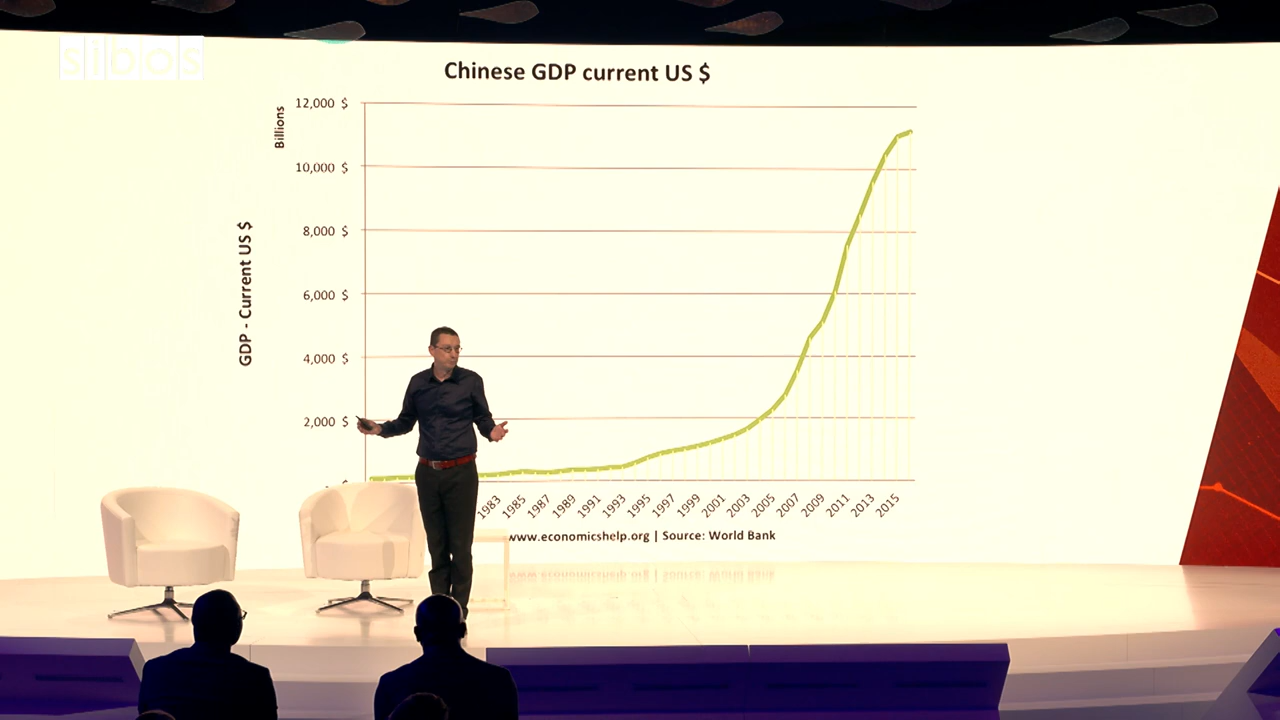 sibos
Chinese GDP current US $
Billions
GDP - Current US $
12,000 $
10,000 $
8,000 $
6,000 $
4,000 $
2,000 $
1983 1985 1987 1989 1991 1993 1995 1997 1999 2001 2003 2005 2007 2009 2011 2013 2015
www.economicshelp.org | Source: World Bank